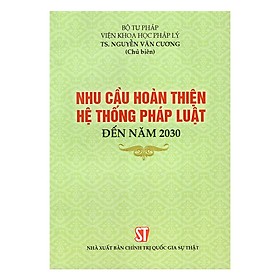 BỘ TƯ PHÁP
VIỆN KHOA HỌC PHÁP LÝ
TS. NGUYỄN VĂN CƯƠNG
(Chủ biên)
NHU CẦU HOÀN THIỆN
HỆ THỐNG PHÁP LUẬT
ĐẾN NĂM 2030
ST
NHÀ XUẤT BẢN CHÍNH TRỊ QUỐC GIA SỰ THẬT